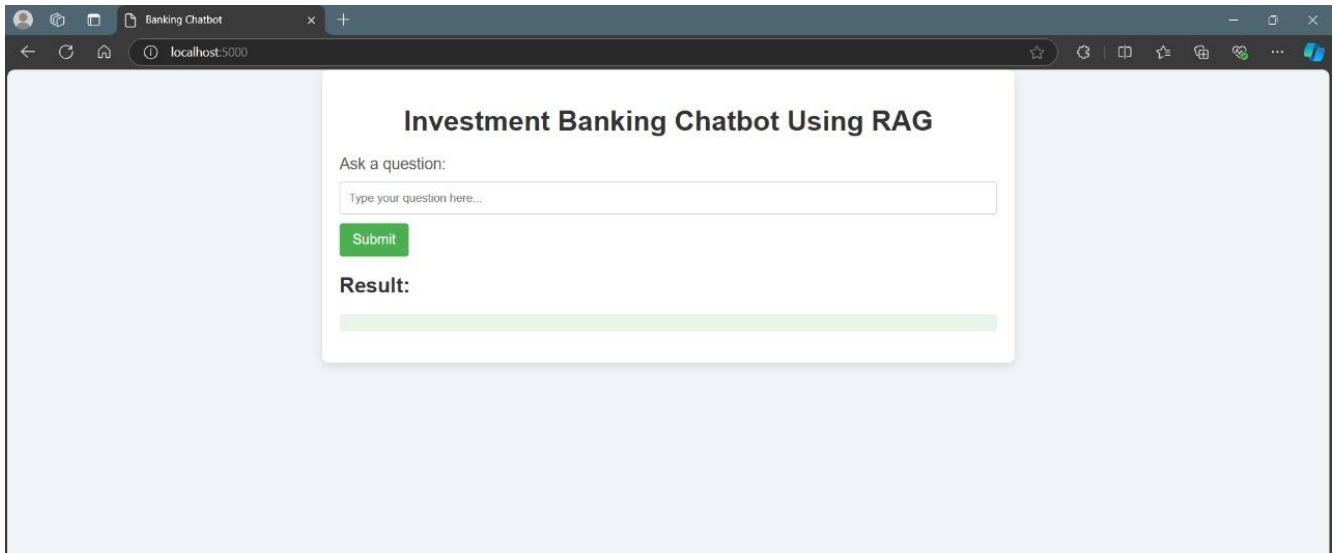 Banking Chatbot
localhost:5000
Investment Banking Chatbot Using RAG
Ask a question:
Type your question here...
Submit
Result: